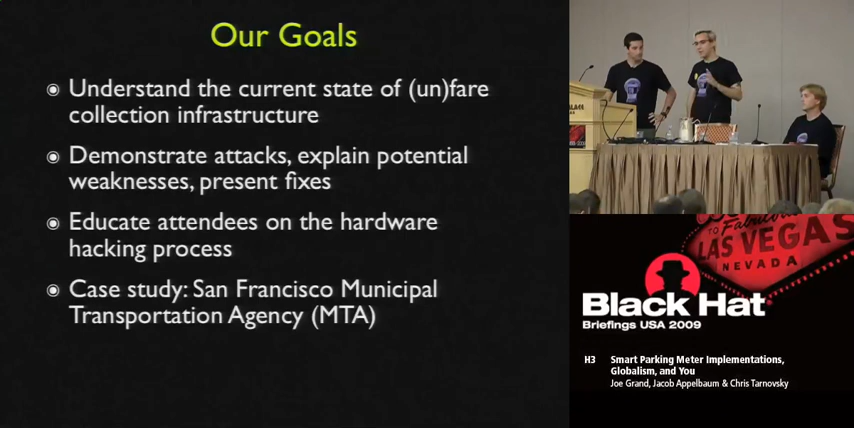 Our Goals
Understand the current state of (un)fare
collection infrastructure
Demonstrate attacks, explain potential
weaknesses, present fixes
Educate attendees on the hardware
hacking process
Case study: San Francisco Municipal
Transportation Agency (MTA)
TO Fabulous
LAS VEGAS
NEVADA
Black Hat
Briefings USA 2009
H3 Smart Parking Meter Implementations,
Globalism, and You
Joe Grand, Jacob Appelbaum & Chris Tarnovsky